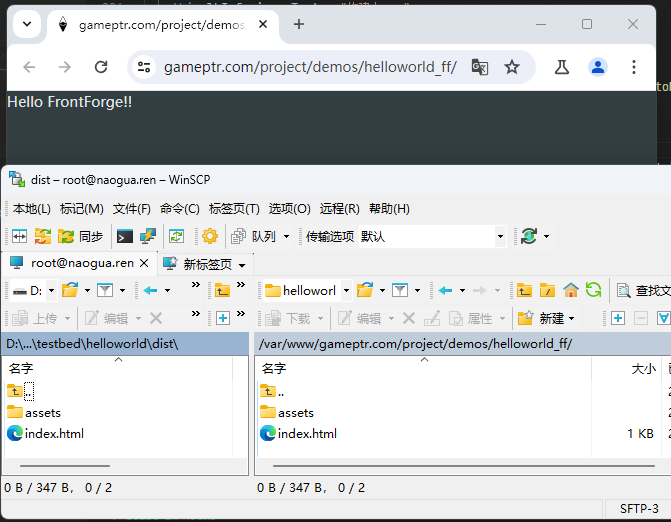 gameptr.com/project/demos
gameptr.com/project/demos/helloworld_ff/
Hello FrontForge!!
dist – root@naogua.ren – WinSCP
本地(L) 标记(M) 文件(F) 命令(C) 标签页(T) 选项(O) 远程(R) 帮助(H)
同步 队列 传输选项 默认
root@naogua.ren 新标签页
D: helloworl 查找文
上传 编辑 下载 编辑 属性 新建
D:\...\testbed\helloworld\dist\ /var/www/gameptr.com/project/demos/helloworld_ff/
名字 名字 大小
.. ..
assets assets
index.html index.html 1 KB
0 B / 347 B, 0 / 2 0 B / 347 B, 0 / 2
SFTP-3